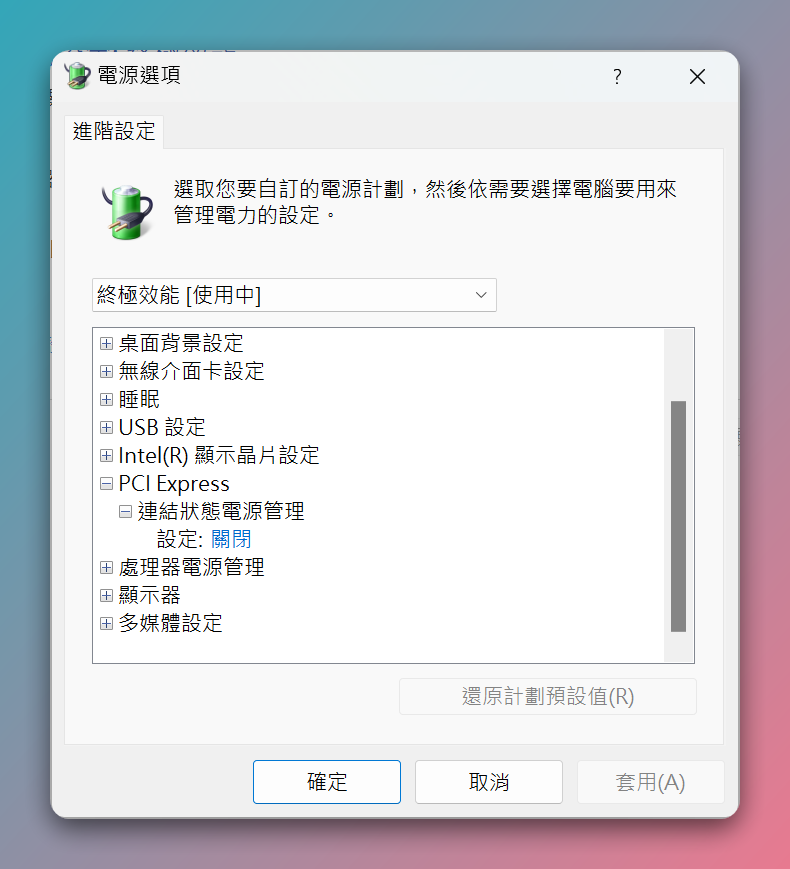 電源選項
?
進階設定
選取您要自訂的電源計劃，然後依需要選擇電腦要用來
管理電力的設定。
終極效能 [使用中]
桌面背景設定
無線介面卡設定
睡眠
USB 設定
Intel(R) 顯示晶片設定
PCI Express
連結狀態電源管理
設定: 關閉
處理器電源管理
顯示器
多媒體設定
還原計劃預設值(R)
確定
取消
套用(A)